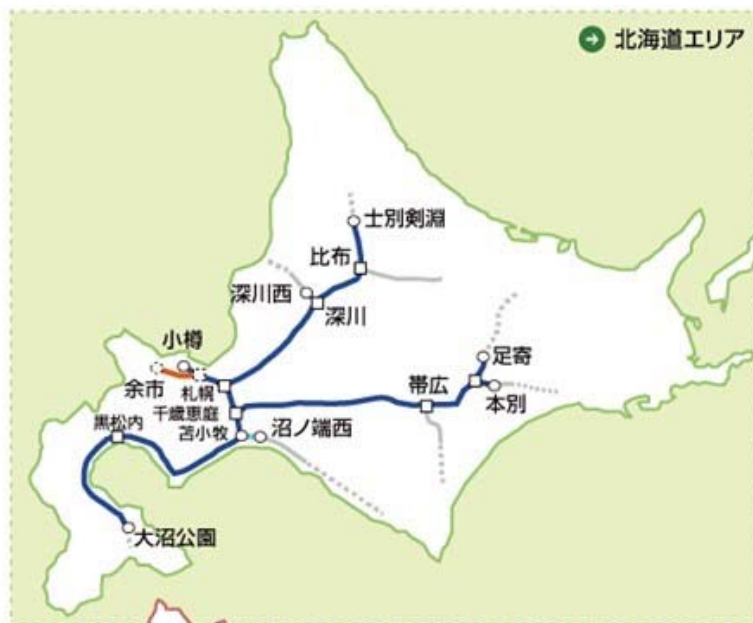 北海道エリア
士別剣淵
比布
深川西
深川
小樽
足寄
余市
札幌
帯広
本別
千歳恵庭
黒松内
苫小牧
沼ノ端西
大沼公園